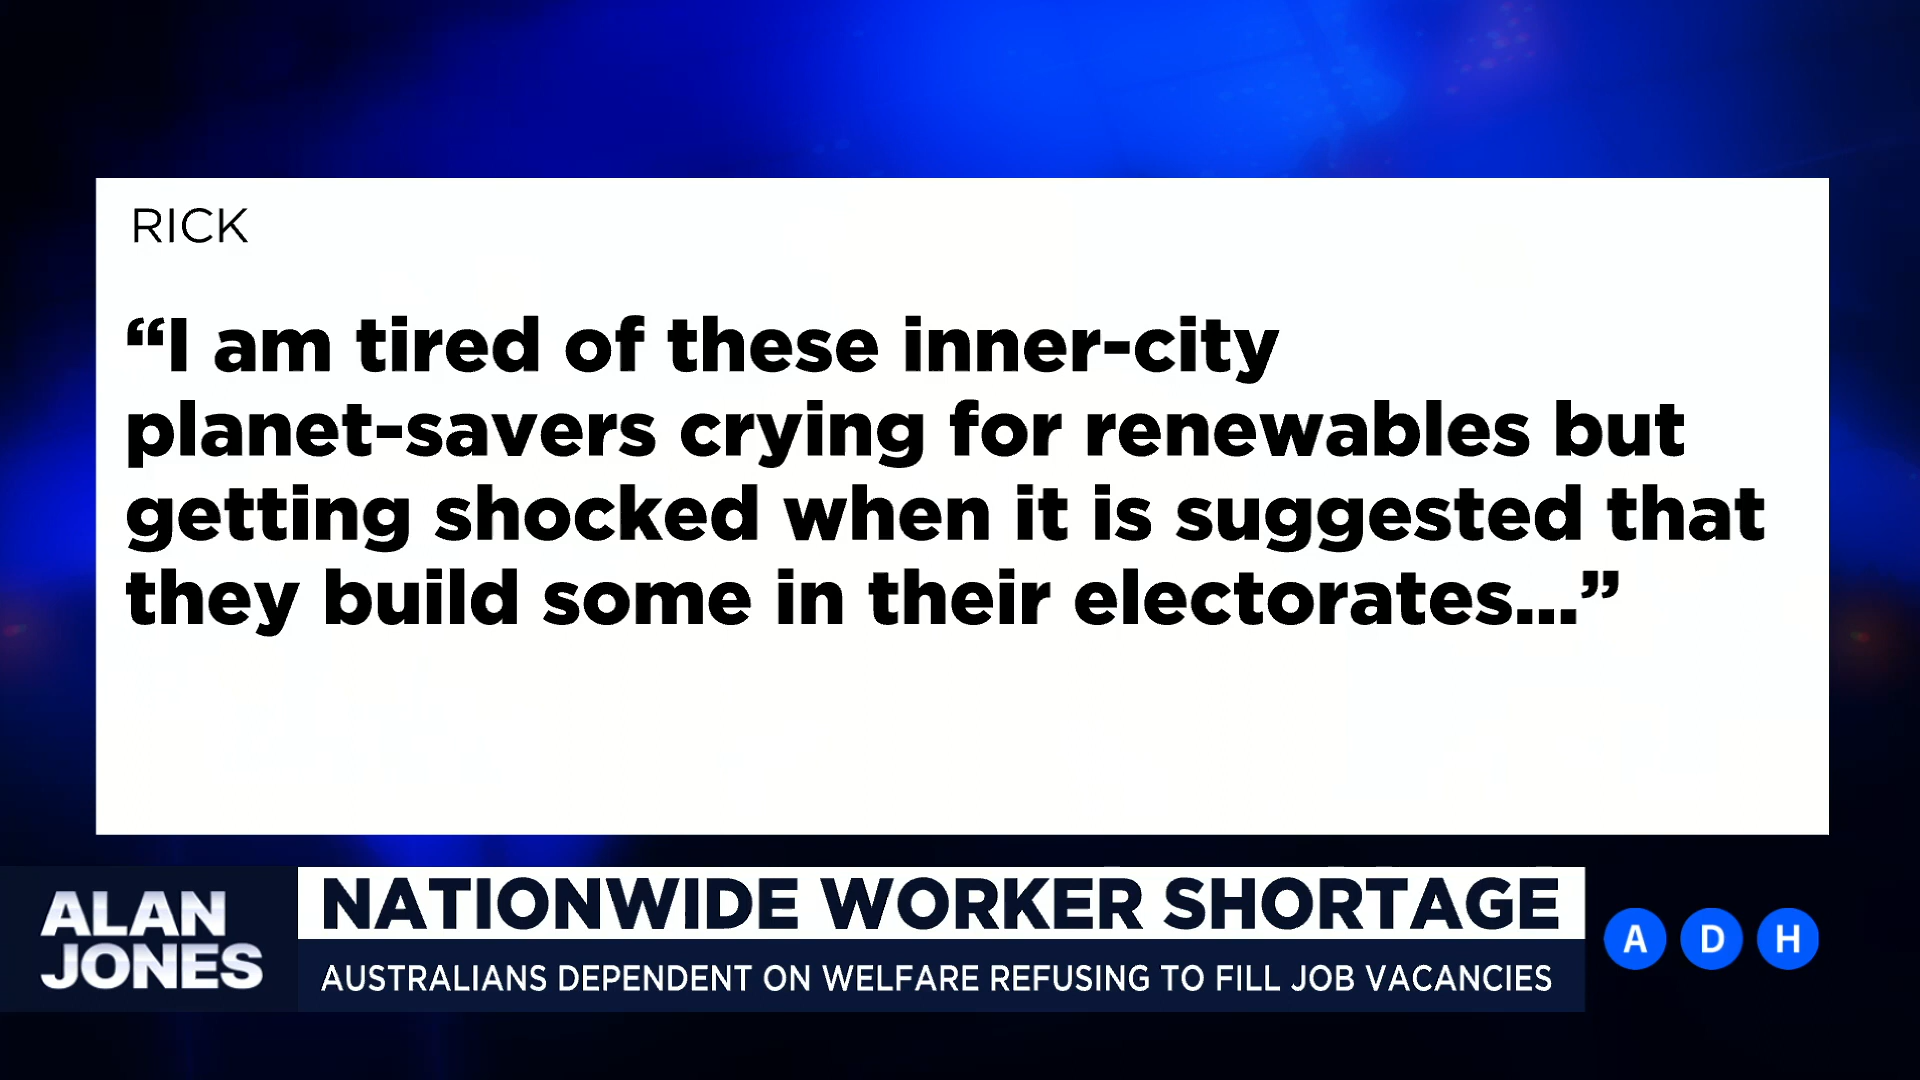 RICK
“I am tired of these inner-city
planet-savers crying for renewables but
getting shocked when it is suggested that
they build some in their electorates...”
ALAN
JONES
NATIONWIDE WORKER SHORTAGE
AUSTRALIANS DEPENDENT ON WELFARE REFUSING TO FILL JOB VACANCIES
A D H